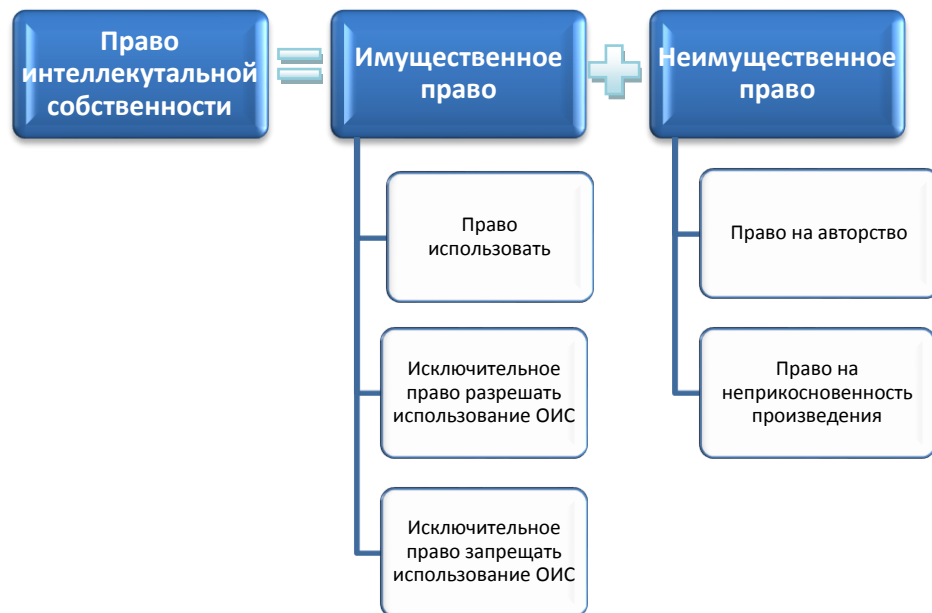 Право
интеллекутальной
собственности
Имущественное
право
Неимущественное
право
Право
использовать
Исключительное
право разрешать
использование ОИС
Исключительное
право запрещать
использование ОИС
Право на авторство
Право на
неприкосновенность
произведения